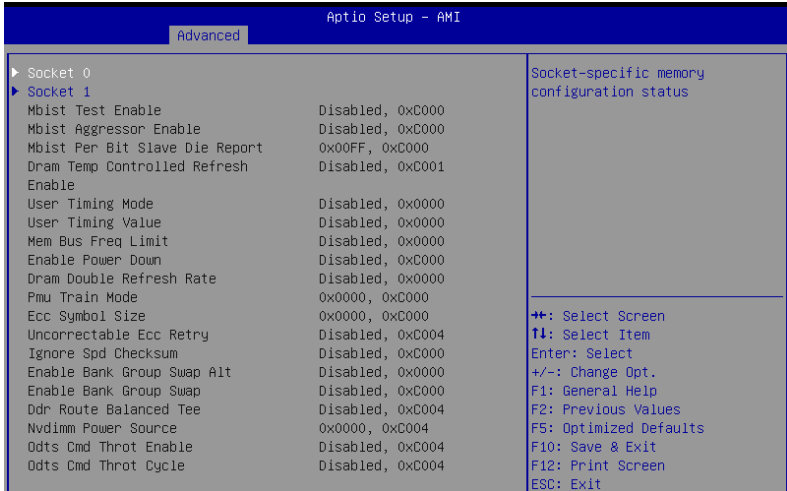 Aptio Setup – AMI
Advanced
Socket 0
Socket 1
Mbist Test Enable Disabled, 0xC000
Mbist Aggressor Enable Disabled, 0xC000
Mbist Per Bit Slave Die Report 0x00FF, 0xC000
Dram Temp Controlled Refresh Disabled, 0xC001
Enable
User Timing Mode Disabled, 0x0000
User Timing Value Disabled, 0x0000
Mem Bus Freq Limit Disabled, 0x0000
Enable Power Down Disabled, 0x0000
Dram Double Refresh Rate Disabled, 0x0000
Pmu Train Mode 0x0000, 0xC000
Ecc Symbol Size 0x0000, 0xC000
Uncorrectable Ecc Retry Disabled, 0xC004
Ignore Spd Checksum Disabled, 0xC000
Enable Bank Group Swap Alt Disabled, 0xC000
Enable Bank Group Swap Disabled, 0xC000
Ddr Route Balanced Tee Disabled, 0xC004
Nvdimm Power Source 0x0000, 0xC004
Odts Cmd Throt Enable Disabled, 0xC004
Odts Cmd Throt Cycle Disabled, 0xC004
Socket-specific memory
configuration status
→←: Select Screen
↑↓: Select Item
Enter: Select
+/-: Change Opt.
F1: General Help
F2: Previous Values
F5: Optimized Defaults
F10: Save & Exit
F12: Print Screen
ESC: Exit